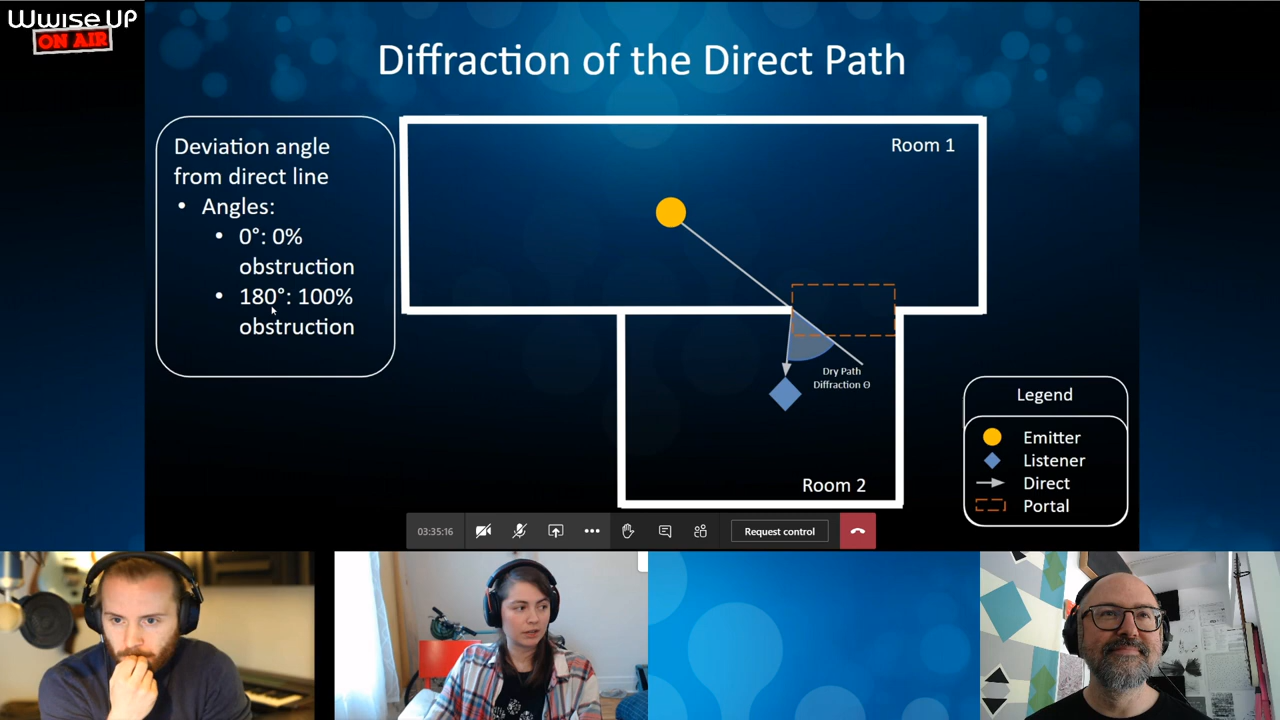 Wwise UP
ON AIR
Diffraction of the Direct Path
Deviation angle
from direct line
• Angles:
• 0°: 0%
obstruction
• 180°: 100%
obstruction
Room 1
Dry Path
Diffraction Θ
Room 2
Legend
Emitter
Listener
Direct
Portal
03:35:16
Request control